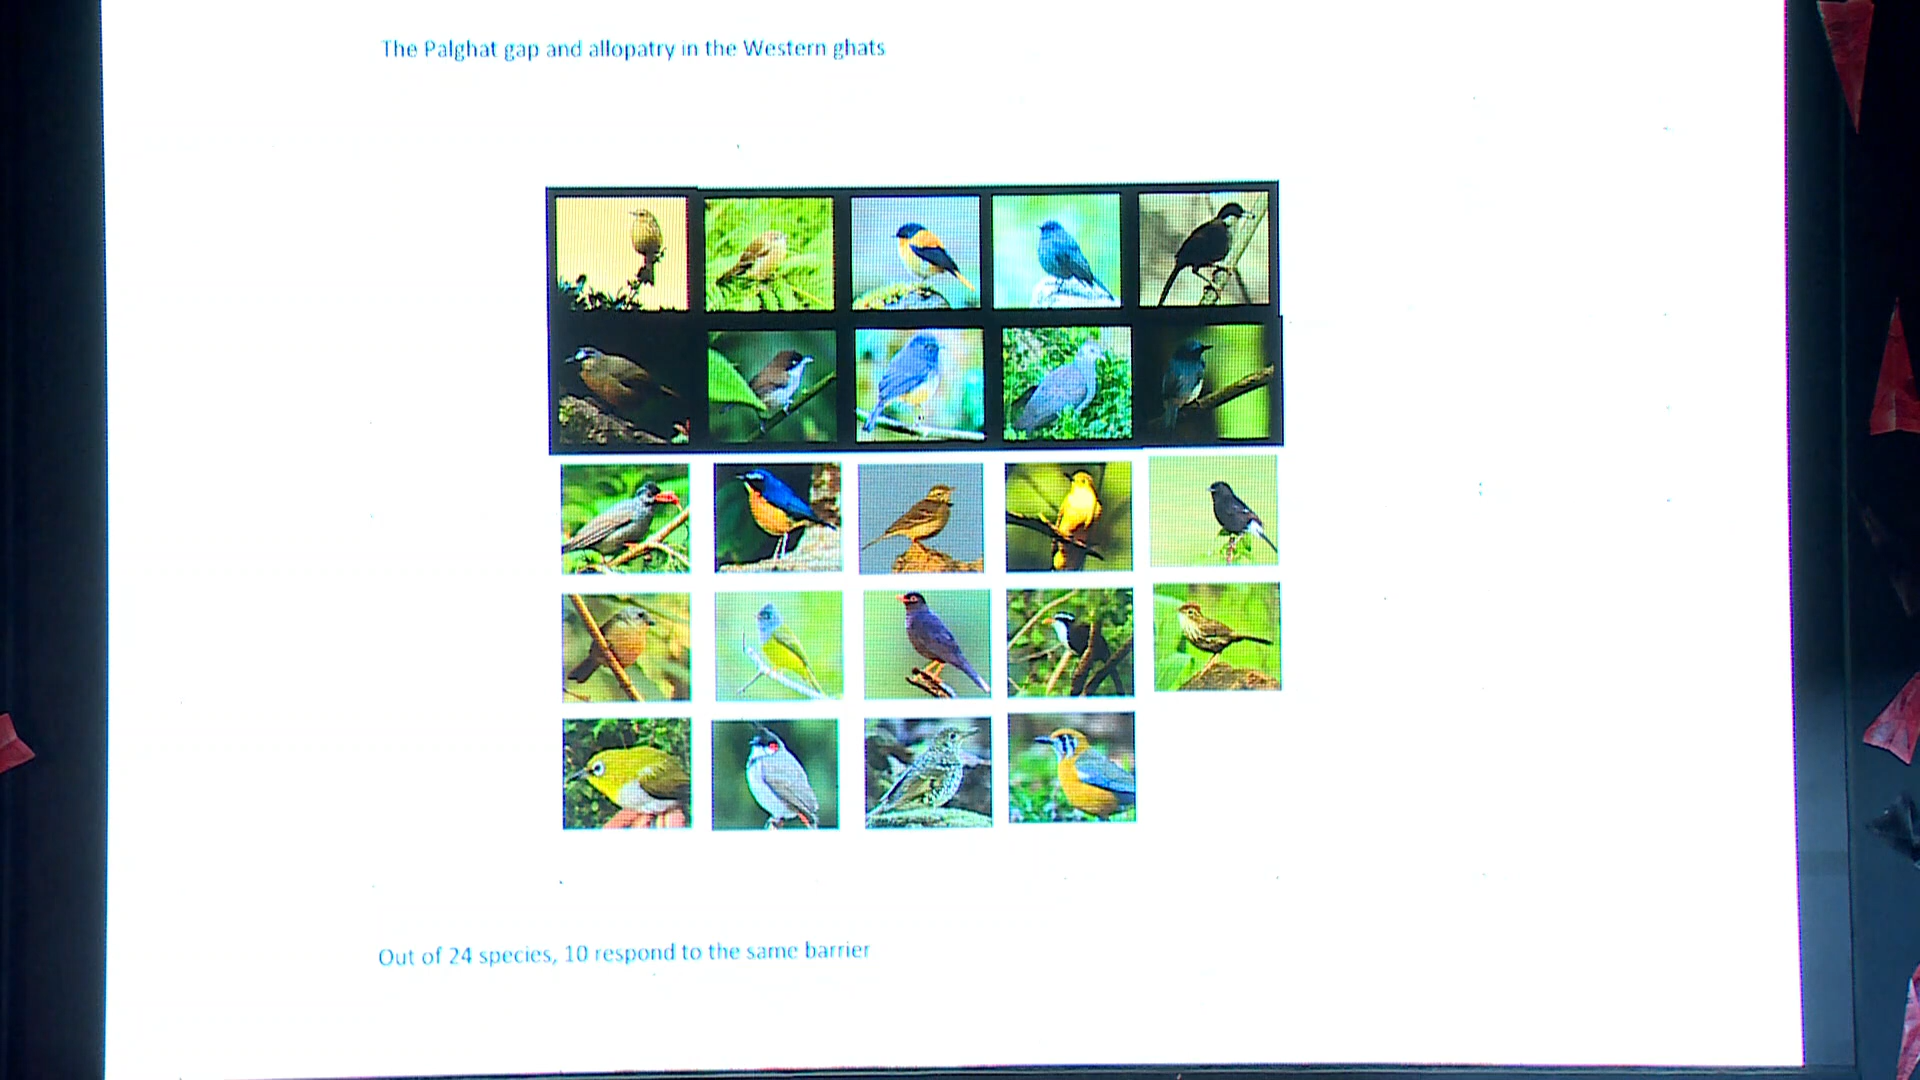 The Palghat gap and allopatry in the Western ghats
Out of 24 species, 10 respond to the same barrier